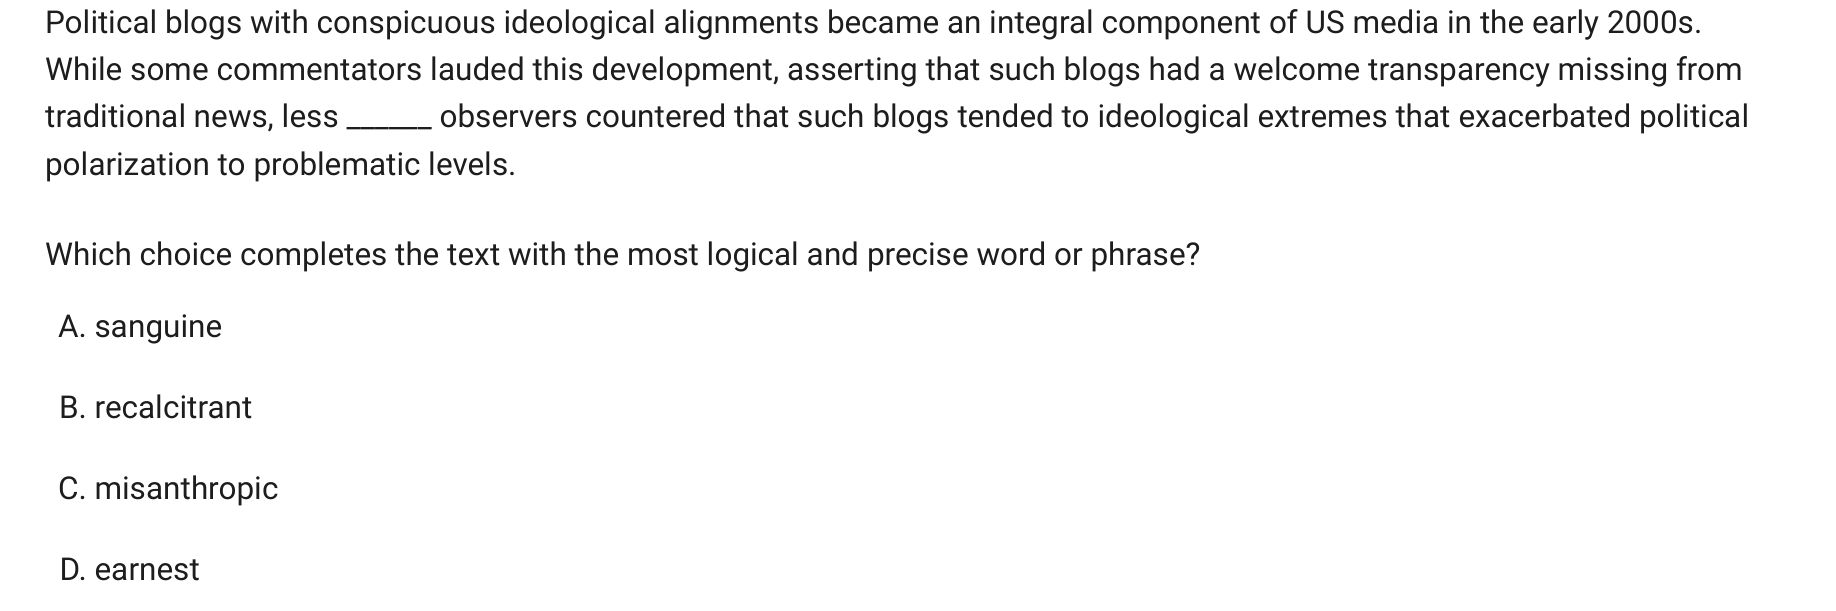 Political blogs with conspicuous ideological alignments became an integral component of US media in the early 2000s.
While some commentators lauded this development, asserting that such blogs had a welcome transparency missing from
traditional news, less ______ observers countered that such blogs tended to ideological extremes that exacerbated political
polarization to problematic levels.
Which choice completes the text with the most logical and precise word or phrase?
A. sanguine
B. recalcitrant
C. misanthropic
D. earnest